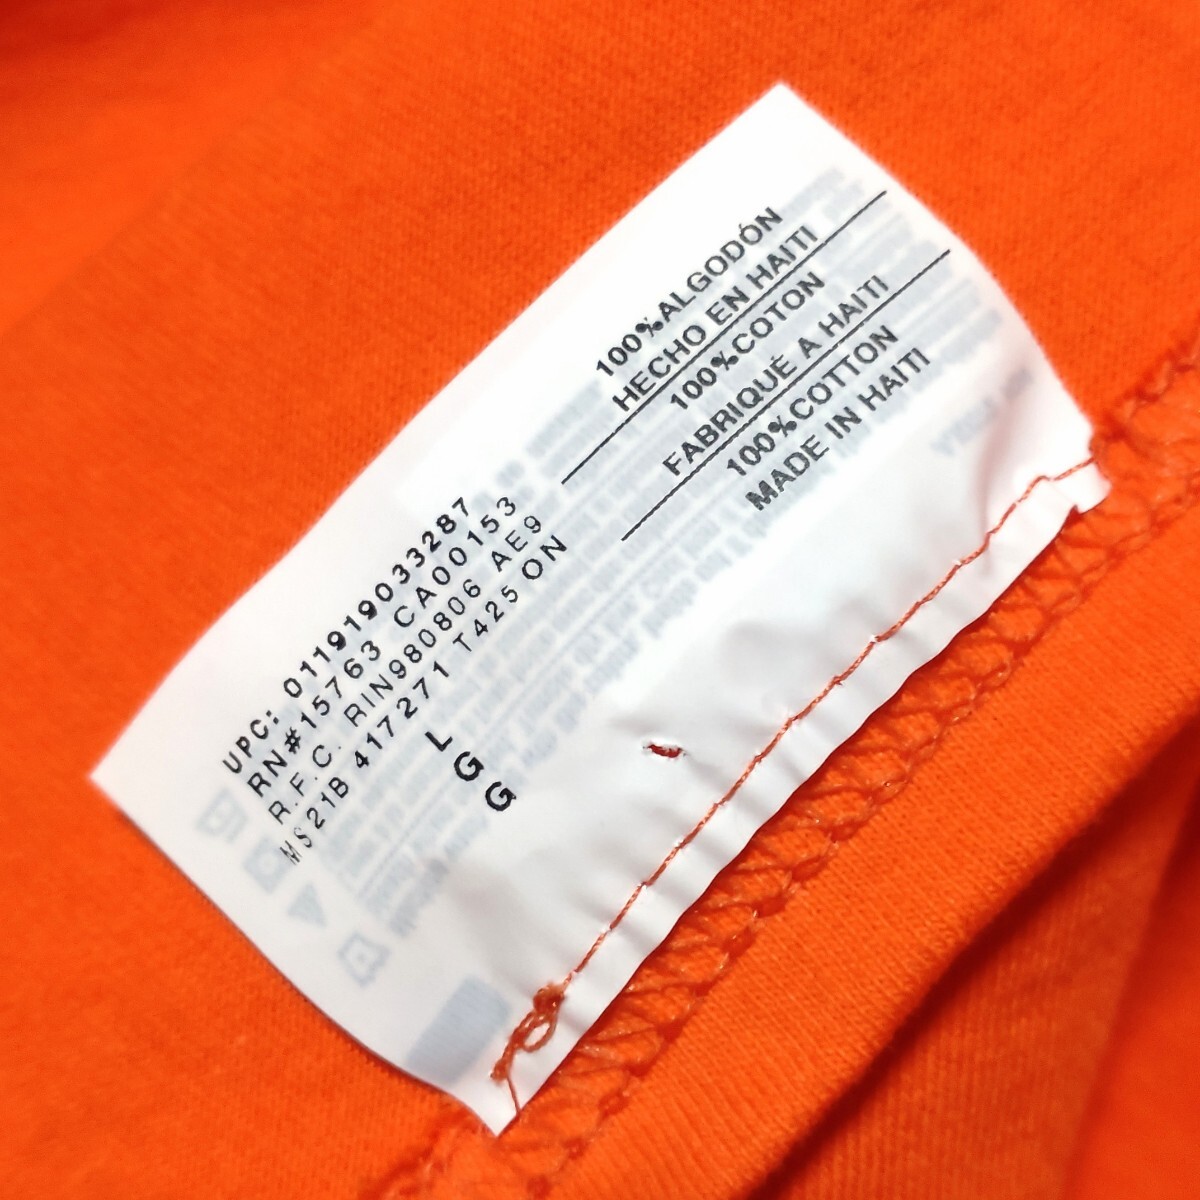 100%ALGODÓN
HECHO EN HAITI
100%COTON
FABRIQUÉ A HAITI
100%COTTON
MADE IN HAITI
UPC: 011919033287
RN#15763 CA00153
R.F.C. RIN980806 AE9
MS21B 417271 T425 ON
L
G
G